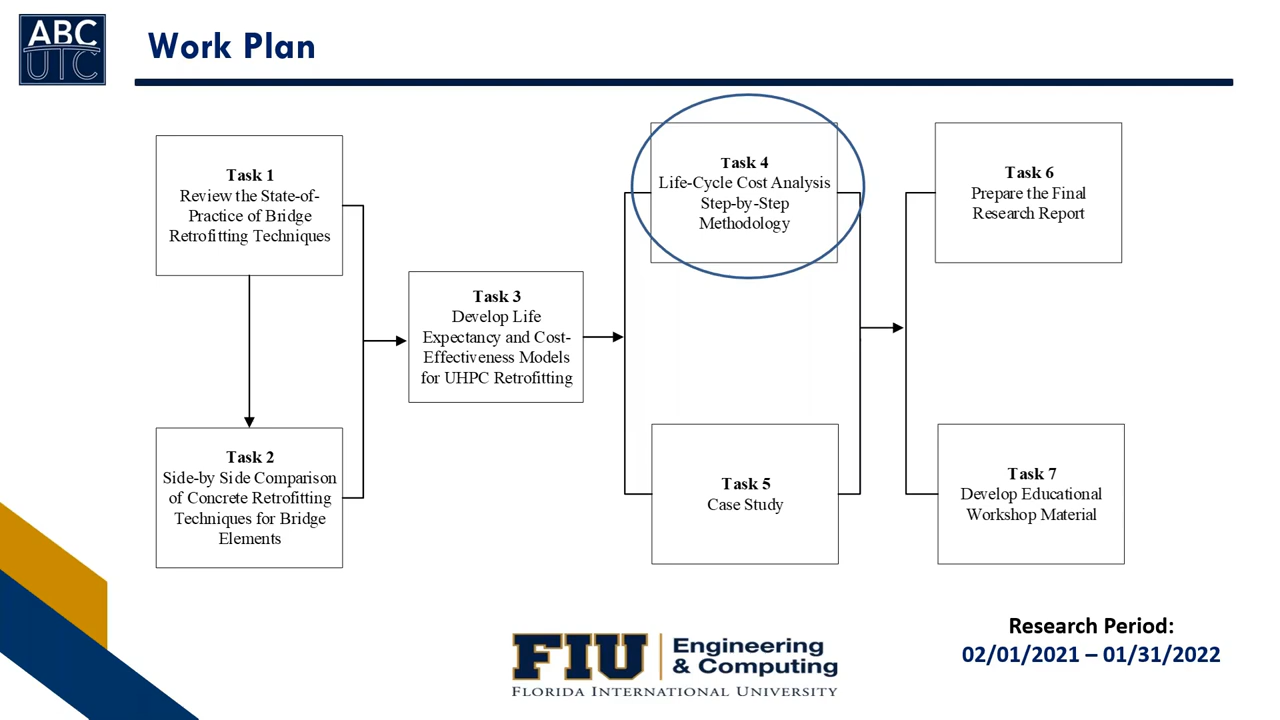 ABC
UTC
Work Plan
Task 1
Review the State-of-
Practice of Bridge
Retrofitting Techniques
Task 2
Side-by Side Comparison
of Concrete Retrofitting
Techniques for Bridge
Elements
Task 3
Develop Life
Expectancy and Cost-
Effectiveness Models
for UHPC Retrofitting
Task 4
Life-Cycle Cost Analysis
Step-by-Step
Methodology
Task 5
Case Study
Task 6
Prepare the Final
Research Report
Task 7
Develop Educational
Workshop Material
FIU
Engineering
& Computing
FLORIDA INTERNATIONAL UNIVERSITY
Research Period:
02/01/2021 – 01/31/2022